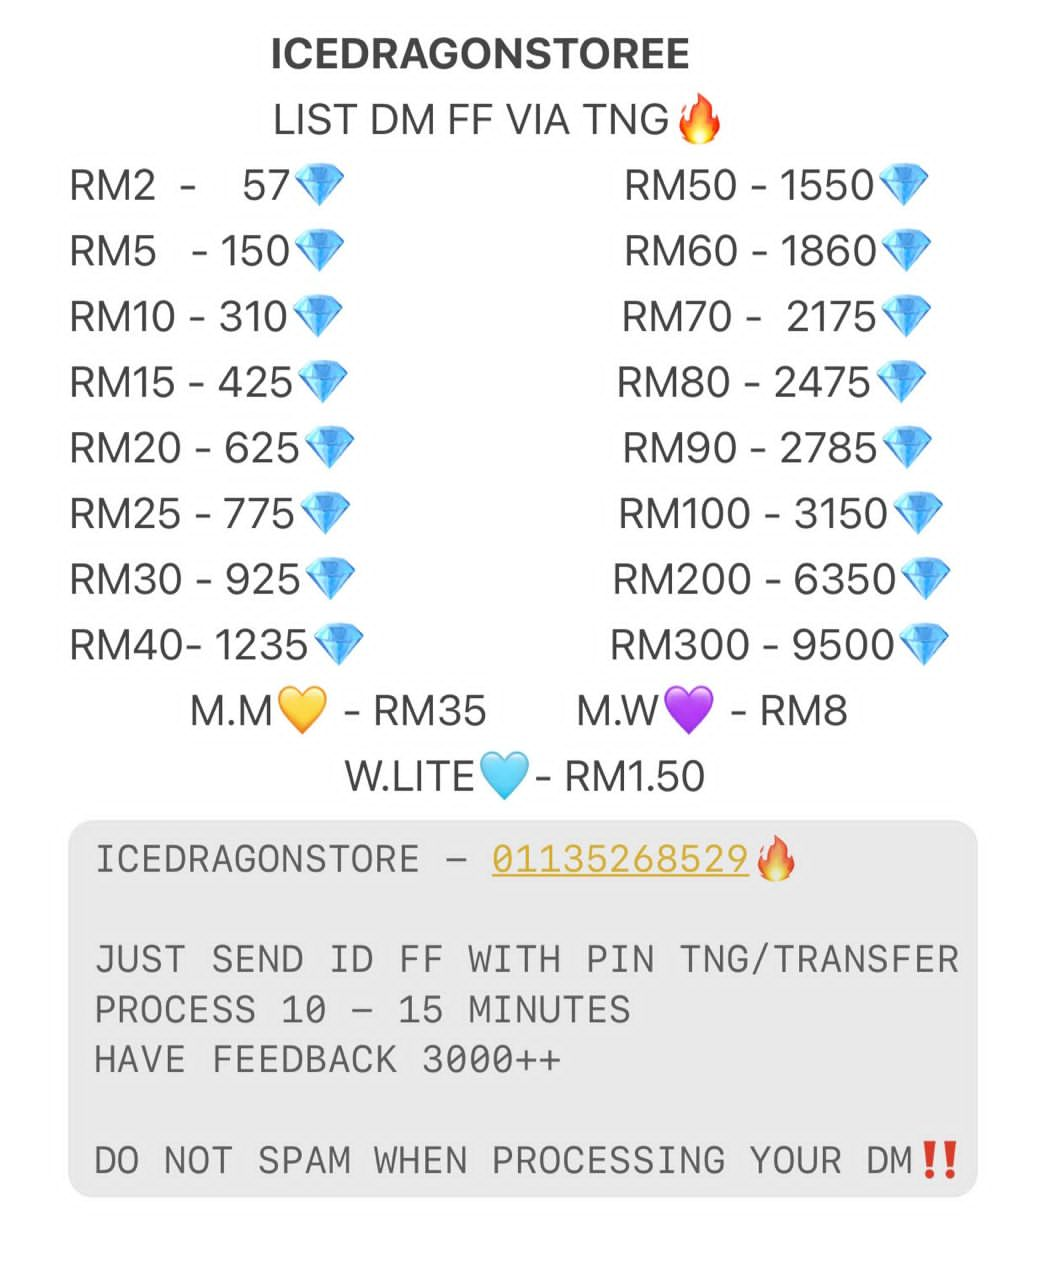 ICEDRAGONSTOREE
LIST DM FF VIA TNG🔥
RM2 - 57💎 RM50 - 1550💎
RM5 - 150💎 RM60 - 1860💎
RM10 - 310💎 RM70 - 2175💎
RM15 - 425💎 RM80 - 2475💎
RM20 - 625💎 RM90 - 2785💎
RM25 - 775💎 RM100 - 3150💎
RM30 - 925💎 RM200 - 6350💎
RM40- 1235💎 RM300 - 9500💎
M.M💛 - RM35 M.W💜 - RM8
W.LITE🩵- RM1.50
ICEDRAGONSTORE – 01135268529🔥
JUST SEND ID FF WITH PIN TNG/TRANSFER
PROCESS 10 – 15 MINUTES
HAVE FEEDBACK 3000++
DO NOT SPAM WHEN PROCESSING YOUR DM‼️